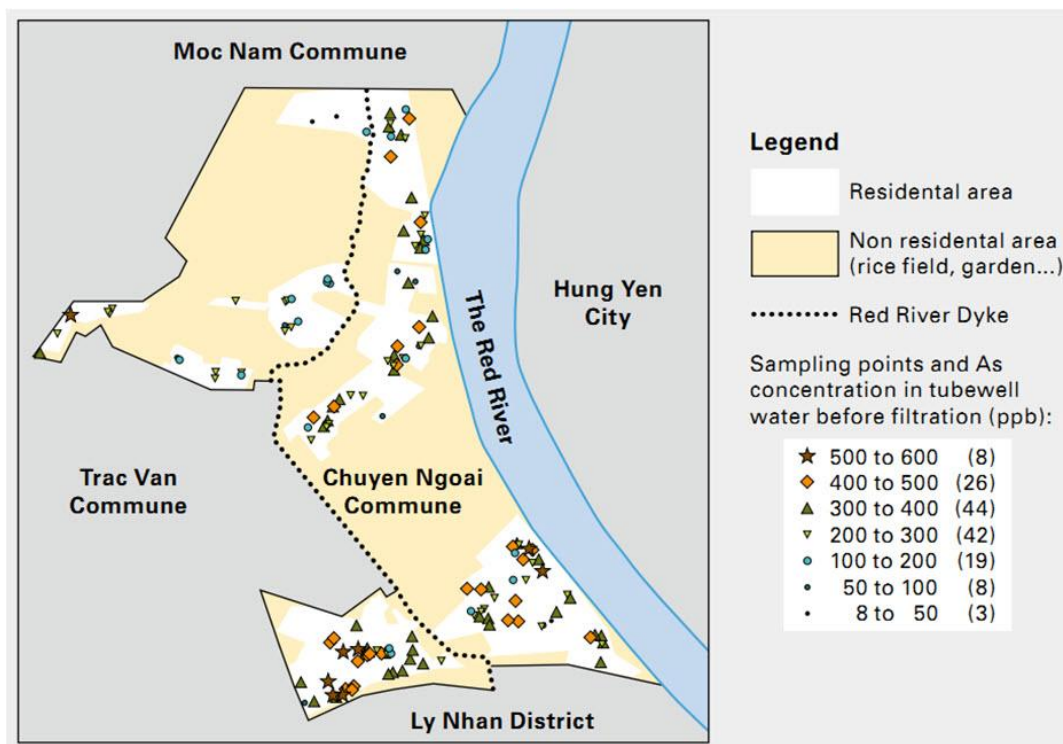 Moc Nam Commune
Hung Yen
City
The Red River
Trac Van
Commune
Chuyen Ngoai
Commune
Ly Nhan District
Legend
Residental area
Non residental area
(rice field, garden...)
Red River Dyke
Sampling points and As
concentration in tubewell
water before filtration (ppb):
500 to 600 (8)
400 to 500 (26)
300 to 400 (44)
200 to 300 (42)
100 to 200 (19)
50 to 100 (8)
8 to 50 (3)